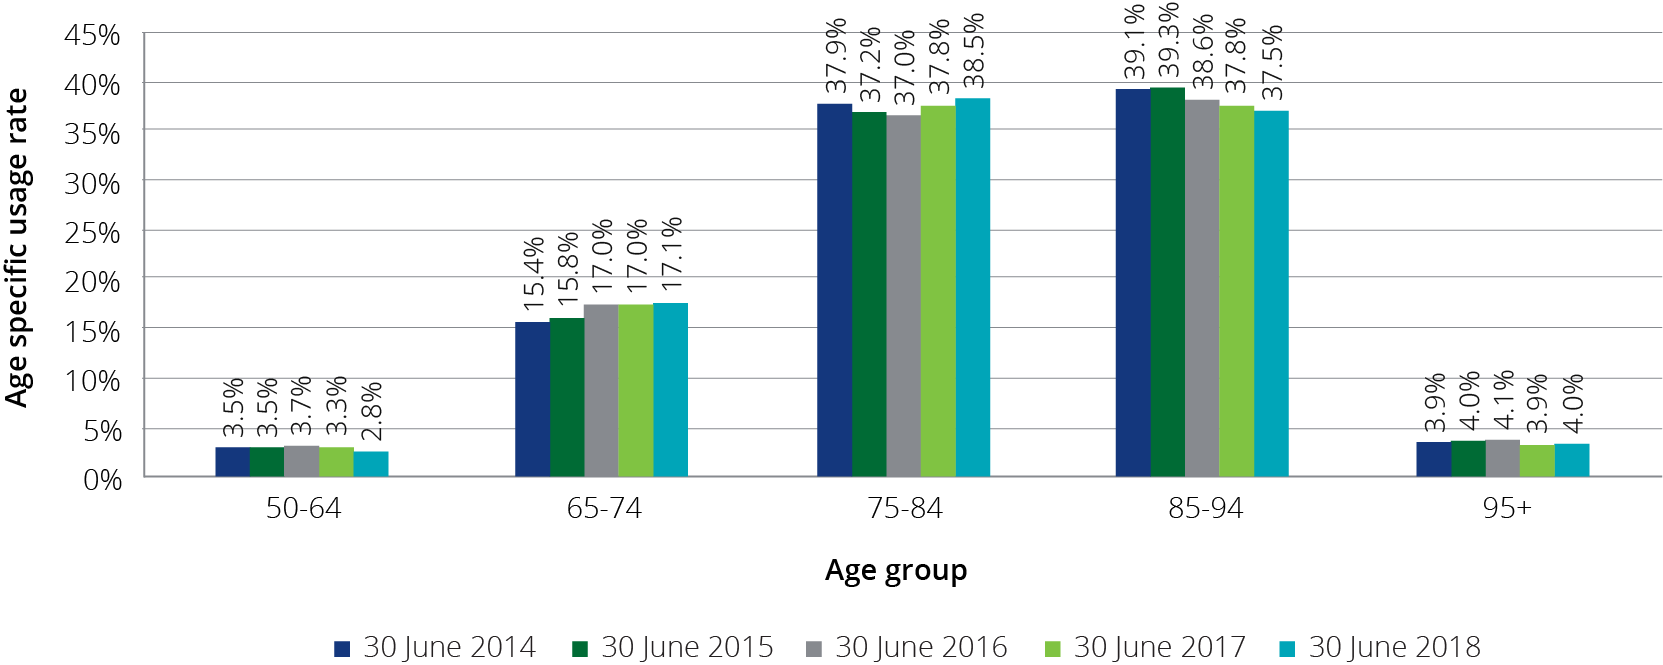 Age specific usage rate
45%
40%
35%
30%
25%
20%
15%
10%
5%
0%
3.5% 3.5% 3.7% 3.3% 2.8%
15.4% 15.8% 17.0% 17.0% 17.1%
37.9% 37.2% 37.0% 37.8% 38.5%
39.1% 39.3% 38.6% 37.8% 37.5%
3.9% 4.0% 4.1% 3.9% 4.0%
50-64 65-74 75-84 85-94 95+
Age group
30 June 2014 30 June 2015 30 June 2016 30 June 2017 30 June 2018